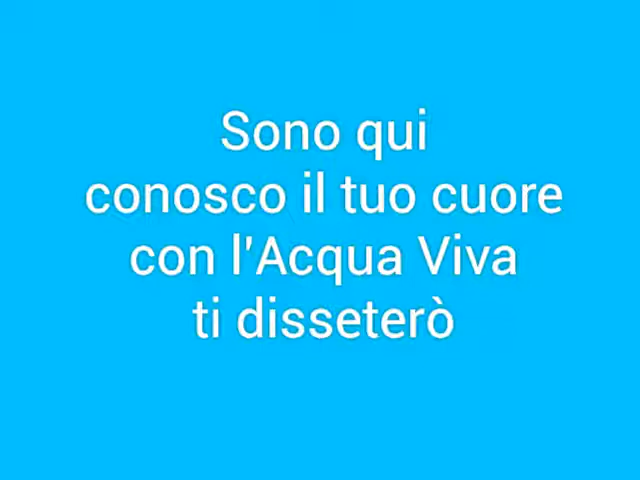 Sono qui
conosco il tuo cuore
con l'Acqua Viva
ti disseterò